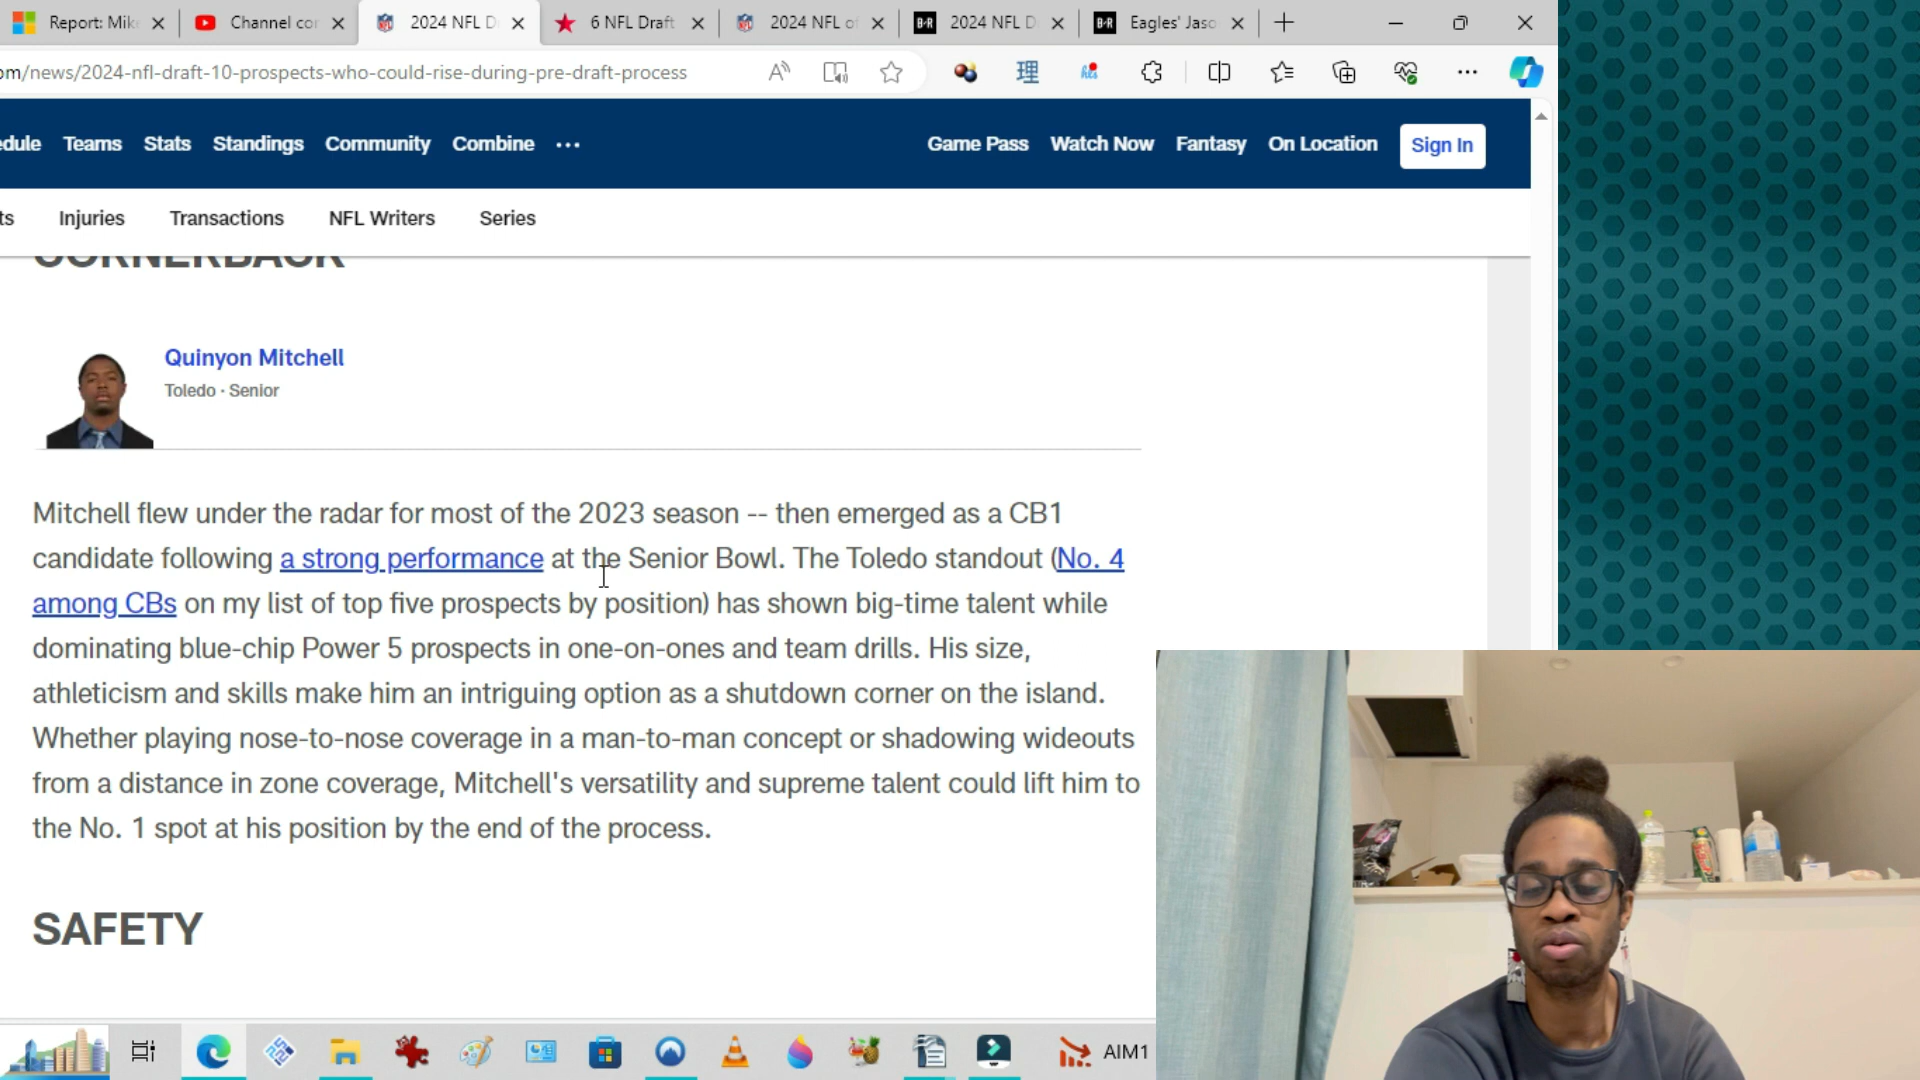 Report: Mik
Channel cor
2024 NFL D
6 NFL Draft
2024 NFL o
B·R
2024 NFL D
B·R
Eagles' Jaso
om/news/2024-nfl-draft-10-prospects-who-could-rise-during-pre-draft-process
理
edule Teams Stats Standings Community Combine ···
Game Pass Watch Now Fantasy On Location Sign In
ts Injuries Transactions NFL Writers Series
CORNERBACK
Quinyon Mitchell
Toledo · Senior
Mitchell flew under the radar for most of the 2023 season -- then emerged as a CB1
candidate following a strong performance at the Senior Bowl. The Toledo standout (No. 4
among CBs on my list of top five prospects by position) has shown big-time talent while
dominating blue-chip Power 5 prospects in one-on-ones and team drills. His size,
athleticism and skills make him an intriguing option as a shutdown corner on the island.
Whether playing nose-to-nose coverage in a man-to-man concept or shadowing wideouts
from a distance in zone coverage, Mitchell's versatility and supreme talent could lift him to
the No. 1 spot at his position by the end of the process.
SAFETY
AIM1